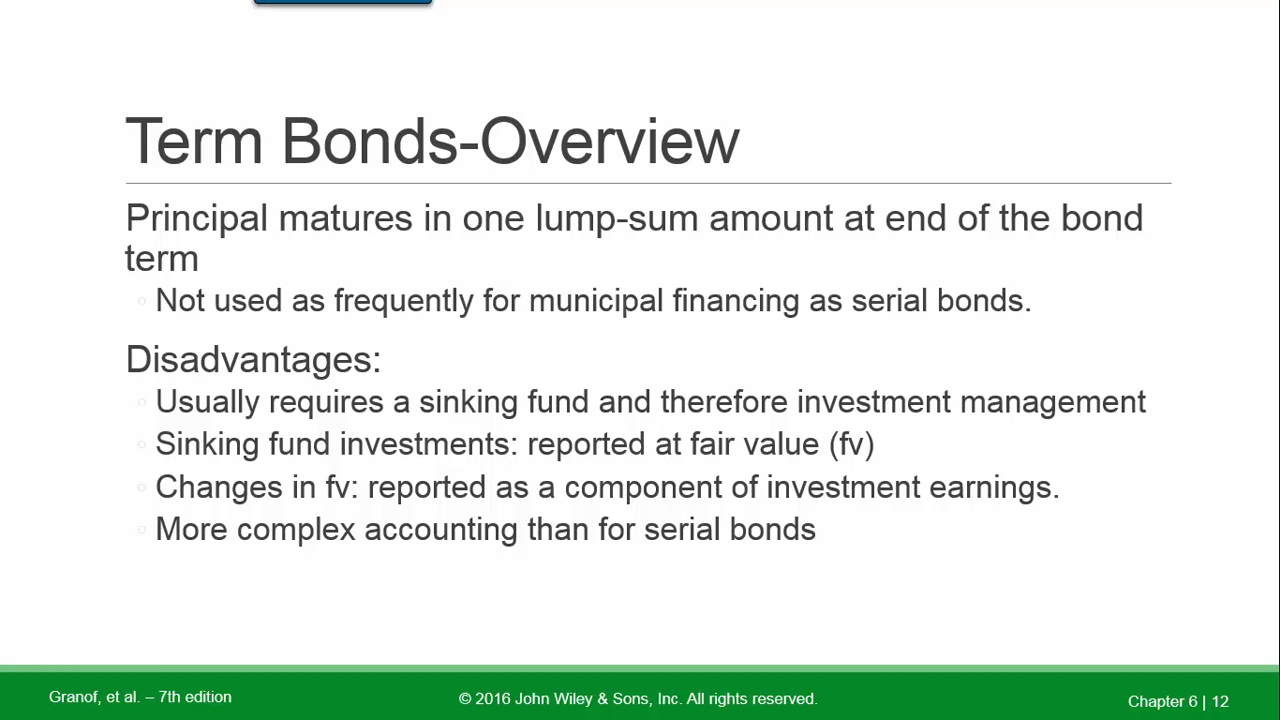 Term Bonds-Overview
Principal matures in one lump-sum amount at end of the bond
term
◦ Not used as frequently for municipal financing as serial bonds.
Disadvantages:
◦ Usually requires a sinking fund and therefore investment management
◦ Sinking fund investments: reported at fair value (fv)
◦ Changes in fv: reported as a component of investment earnings.
◦ More complex accounting than for serial bonds
Granof, et al. – 7th edition
© 2016 John Wiley & Sons, Inc. All rights reserved.
Chapter 6 | 12